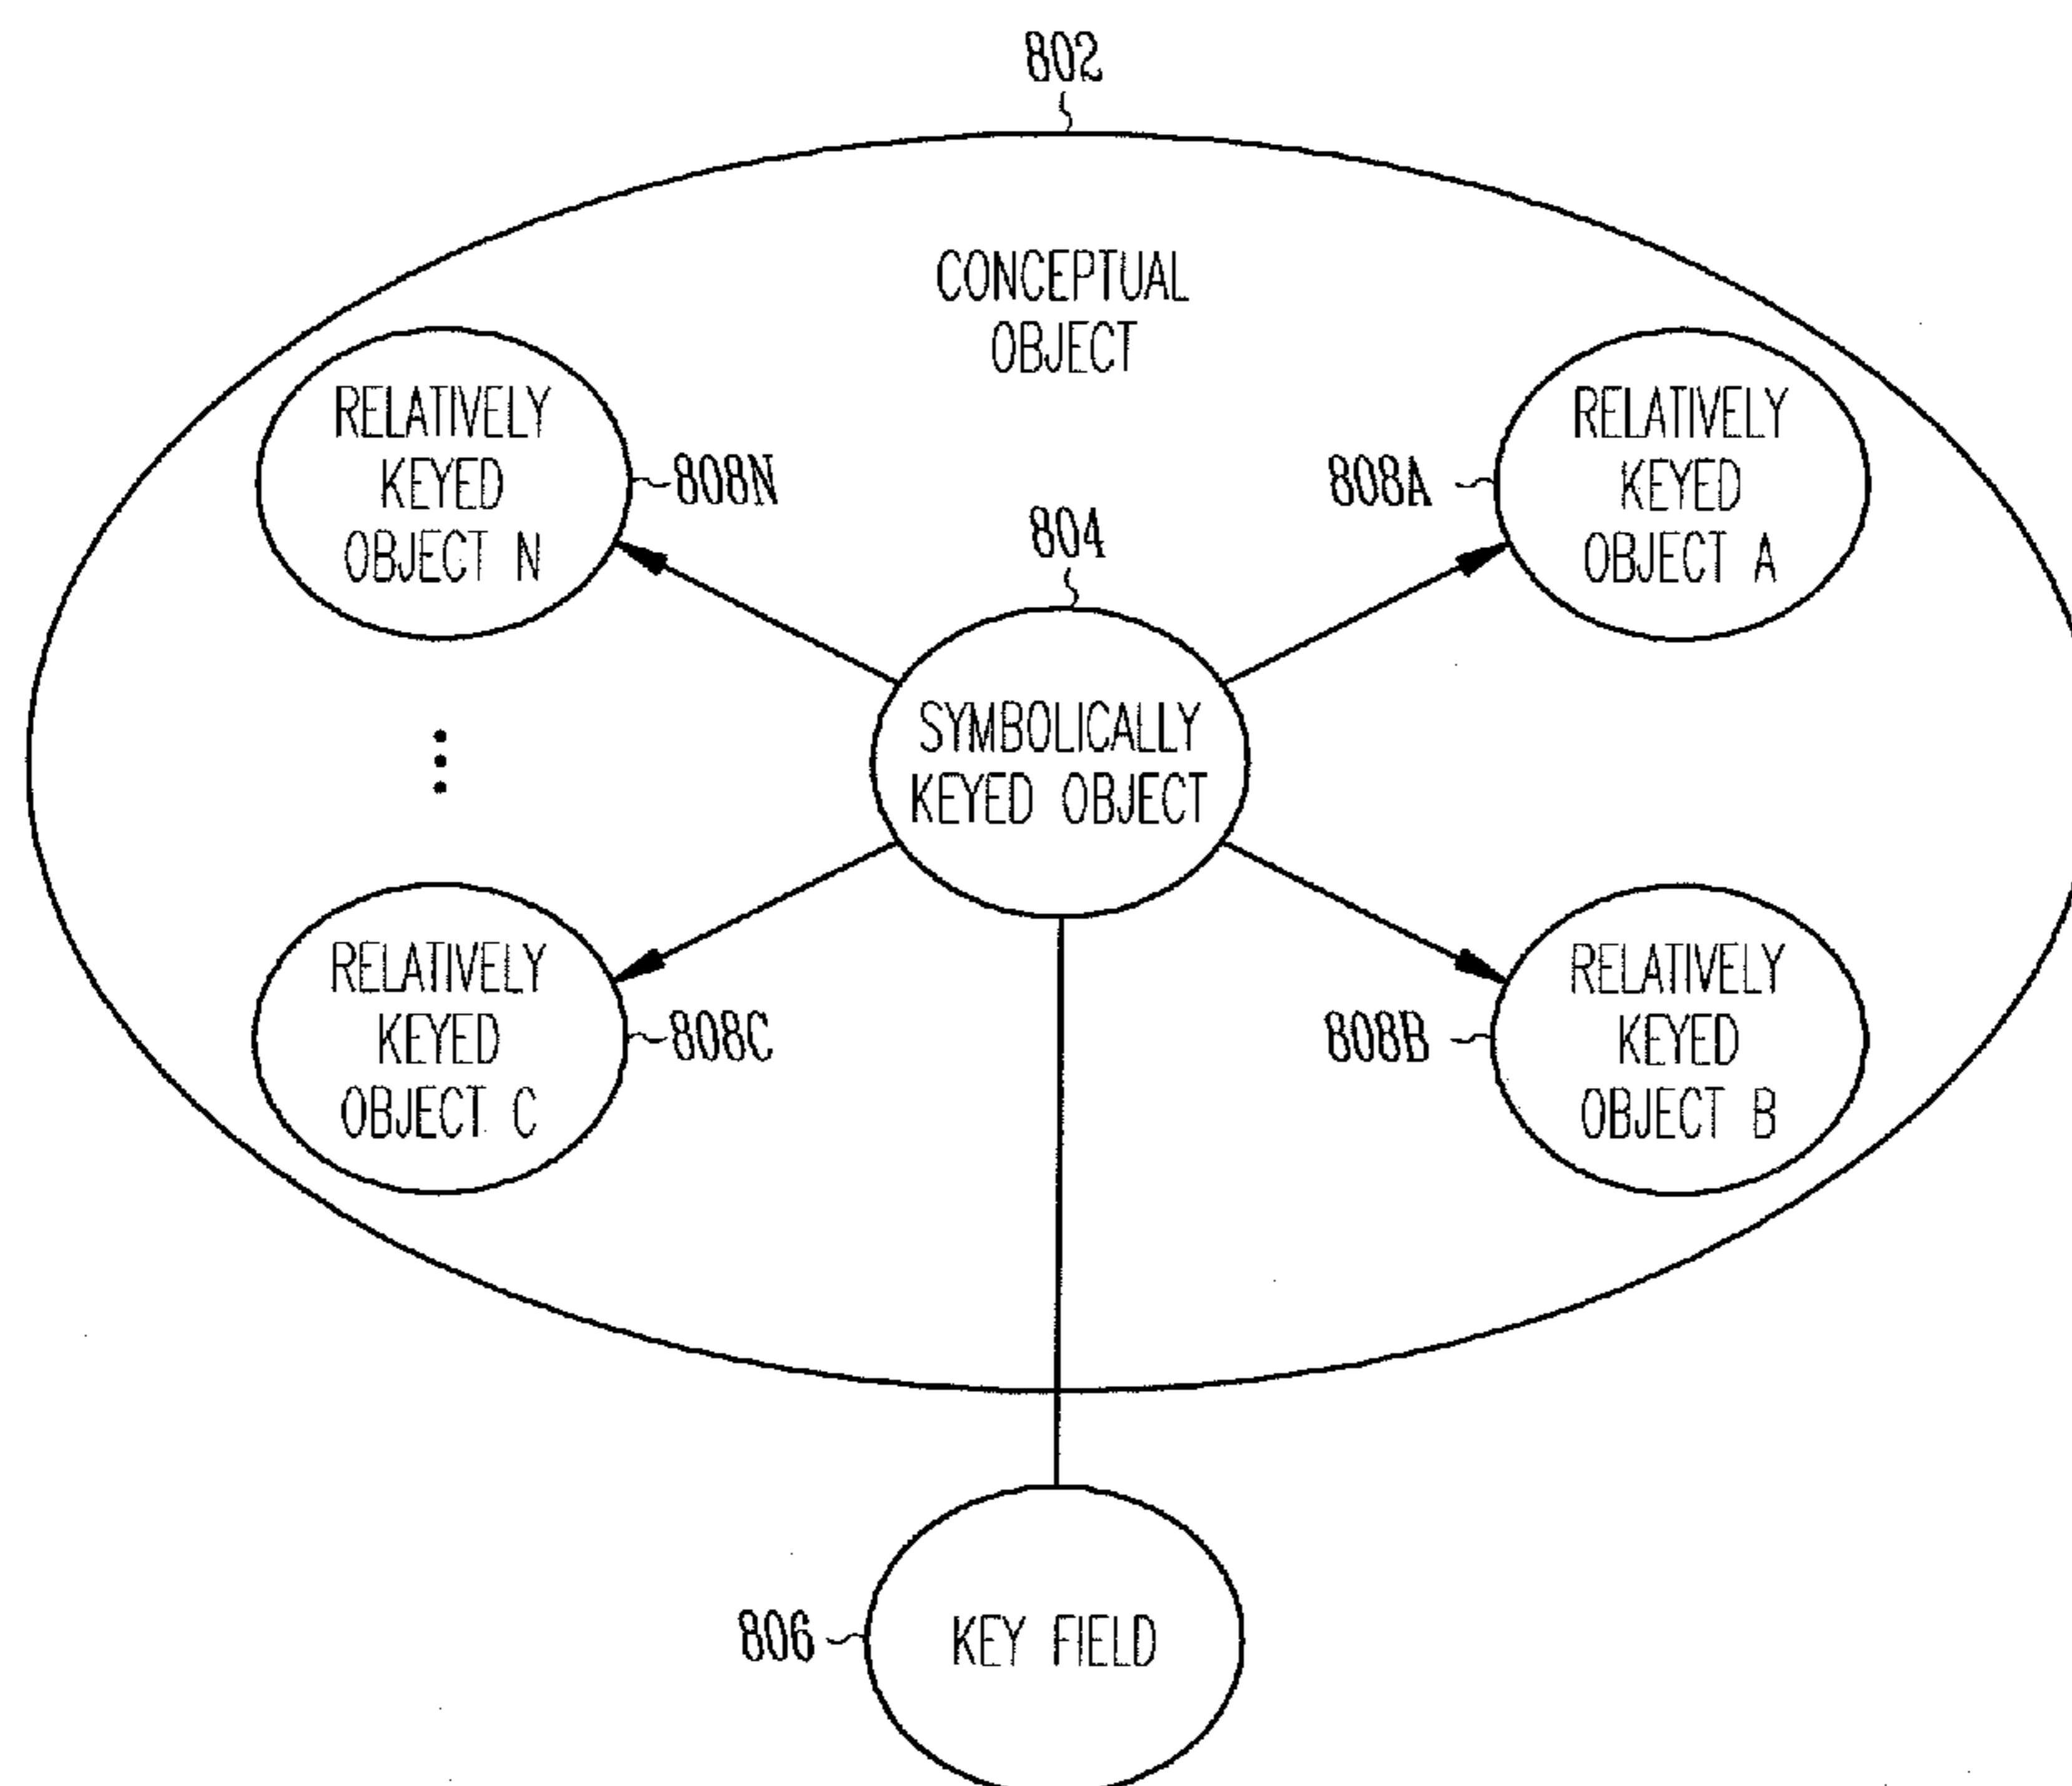 802
CONCEPTUAL
OBJECT
RELATIVELY
KEYED
OBJECT N
808N
808A
RELATIVELY
KEYED
OBJECT A
804
SYMBOLICALLY
KEYED OBJECT
RELATIVELY
KEYED
OBJECT C
808C
808B
RELATIVELY
KEYED
OBJECT B
806
KEY FIELD